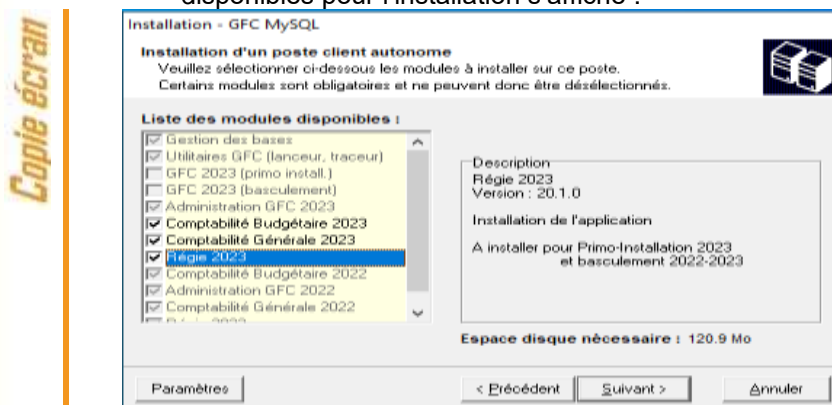 disponibles pour l'installation s'affiche :
Copie écran
Installation - GFC MySQL
Installation d'un poste client autonome
Veuillez sélectionner ci-dessous les modules à installer sur ce poste.
Certains modules sont obligatoires et ne peuvent donc être désélectionnés.
Liste des modules disponibles :
Gestion des bases
Utilitaires GFC (lanceur, traceur)
GFC 2023 (primo install.)
GFC 2023 (basculement)
Administration GFC 2023
Comptabilité Budgétaire 2023
Comptabilité Générale 2023
Régie 2023
Comptabilité Budgétaire 2022
Administration GFC 2022
Comptabilité Générale 2022
Description
Régie 2023
Version : 20.1.0
Installation de l'application
A installer pour Primo-Installation 2023
et basculement 2022-2023
Espace disque nécessaire : 120.9 Mo
Paramètres
< Précédent
Suivant >
Annuler